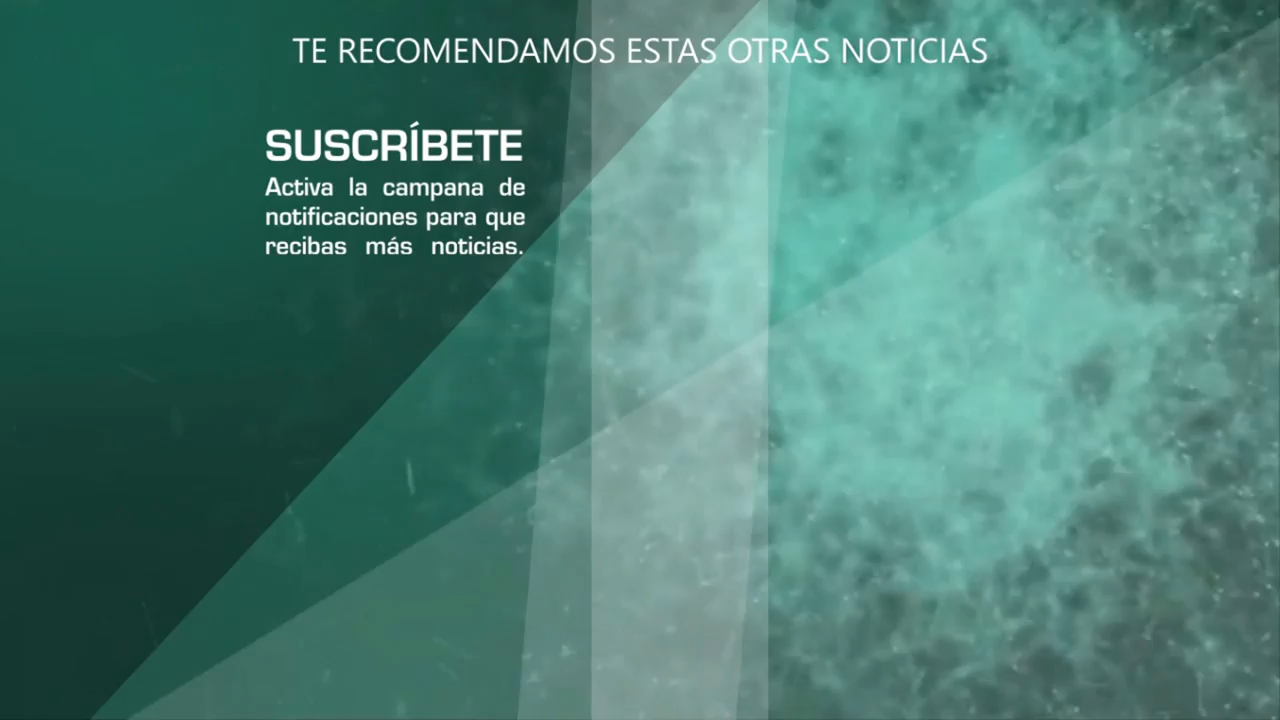 TE RECOMENDAMOS ESTAS OTRAS NOTICIAS
SUSCRÍBETE
Activa la campana de
notificaciones para que
recibas más noticias.